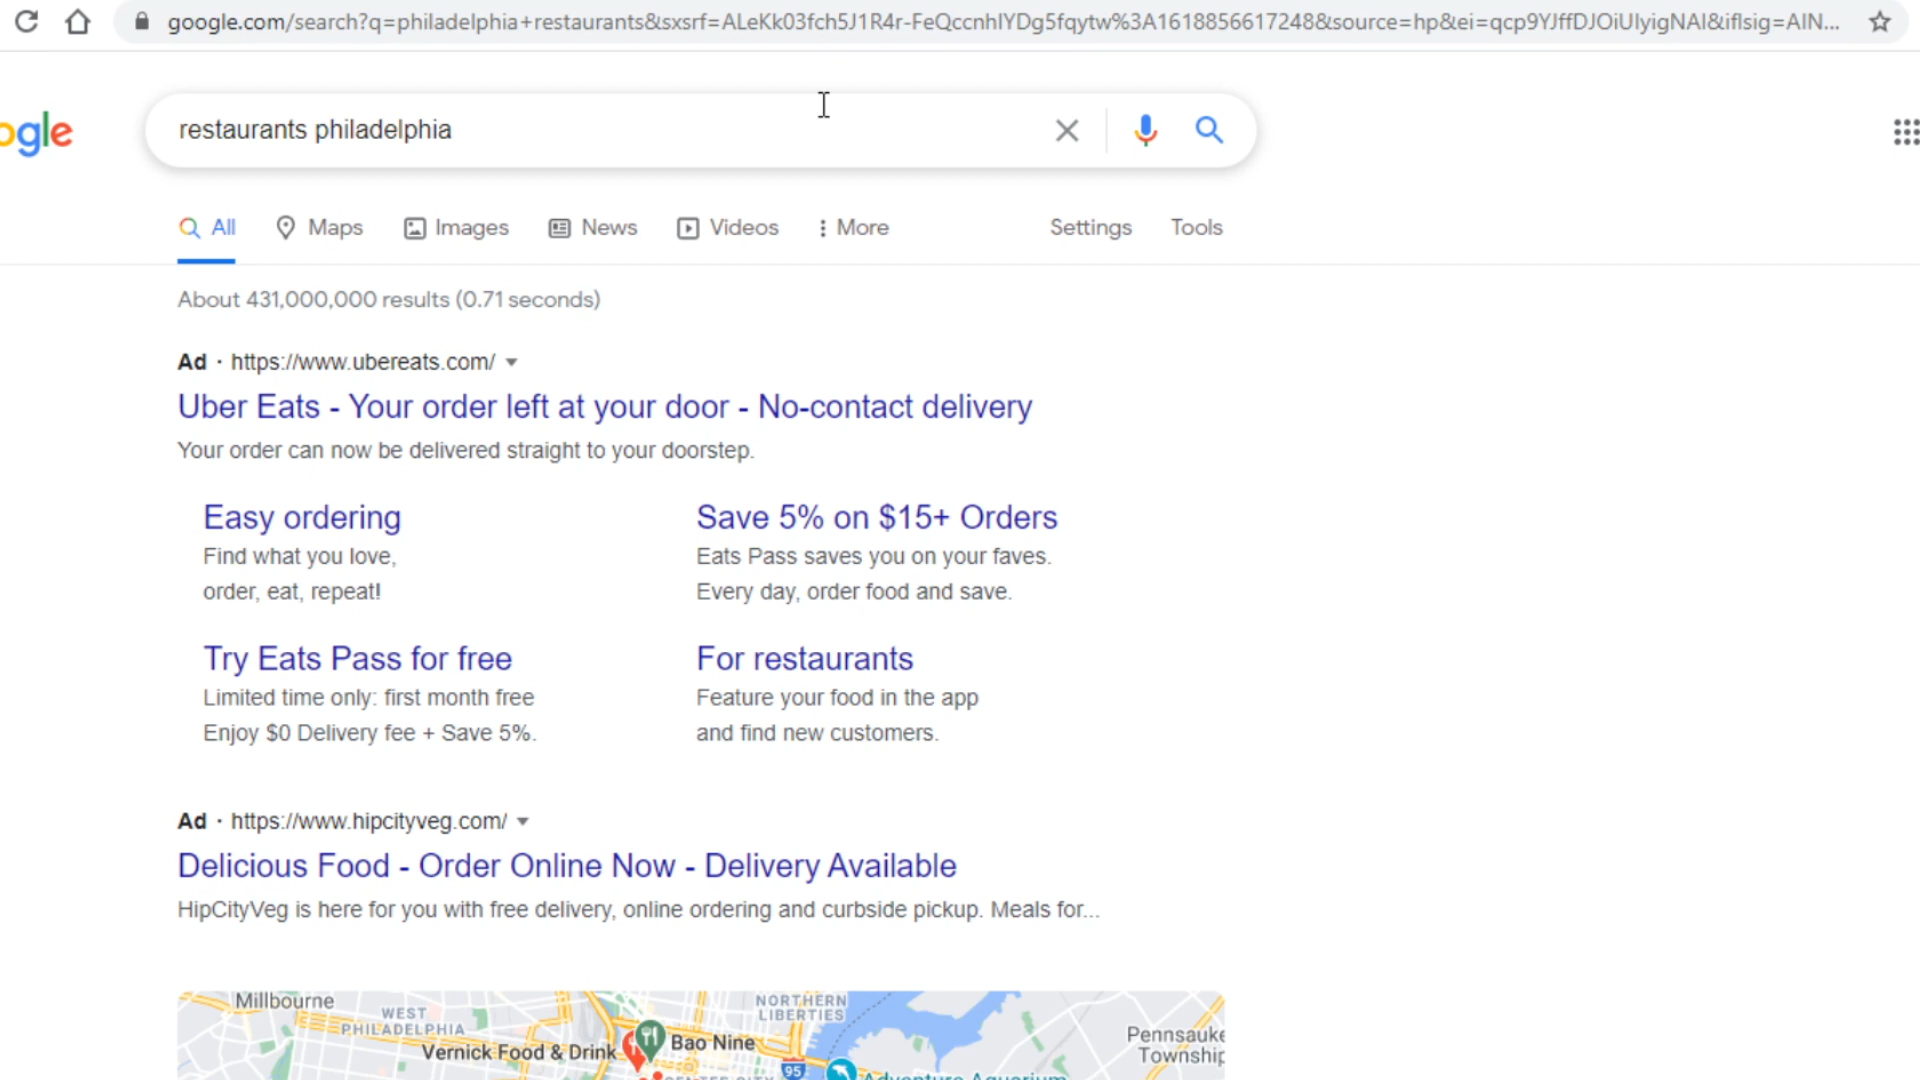 google.com/search?q=philadelphia+restaurants&sxsrf=ALeKk03fch5J1R4r-FeQccnhIYDg5fqytw%3A1618856617248&source=hp&ei=qcp9YJffDJOiUIyigNAI&iflsig=AIN...
ogle
restaurants philadelphia
All Maps Images News Videos More Settings Tools
About 431,000,000 results (0.71 seconds)
Ad · https://www.ubereats.com/
Uber Eats - Your order left at your door - No-contact delivery
Your order can now be delivered straight to your doorstep.
Easy ordering
Find what you love,
order, eat, repeat!
Save 5% on $15+ Orders
Eats Pass saves you on your faves.
Every day, order food and save.
Try Eats Pass for free
Limited time only: first month free
Enjoy $0 Delivery fee + Save 5%.
For restaurants
Feature your food in the app
and find new customers.
Ad · https://www.hipcityveg.com/
Delicious Food - Order Online Now - Delivery Available
HipCityVeg is here for you with free delivery, online ordering and curbside pickup. Meals for...
Millbourne
WEST
PHILADELPHIA
NORTHERN
LIBERTIES
Pennsauke
Township
Vernick Food & Drink
Bao Nine
95
Adventure Aquarium